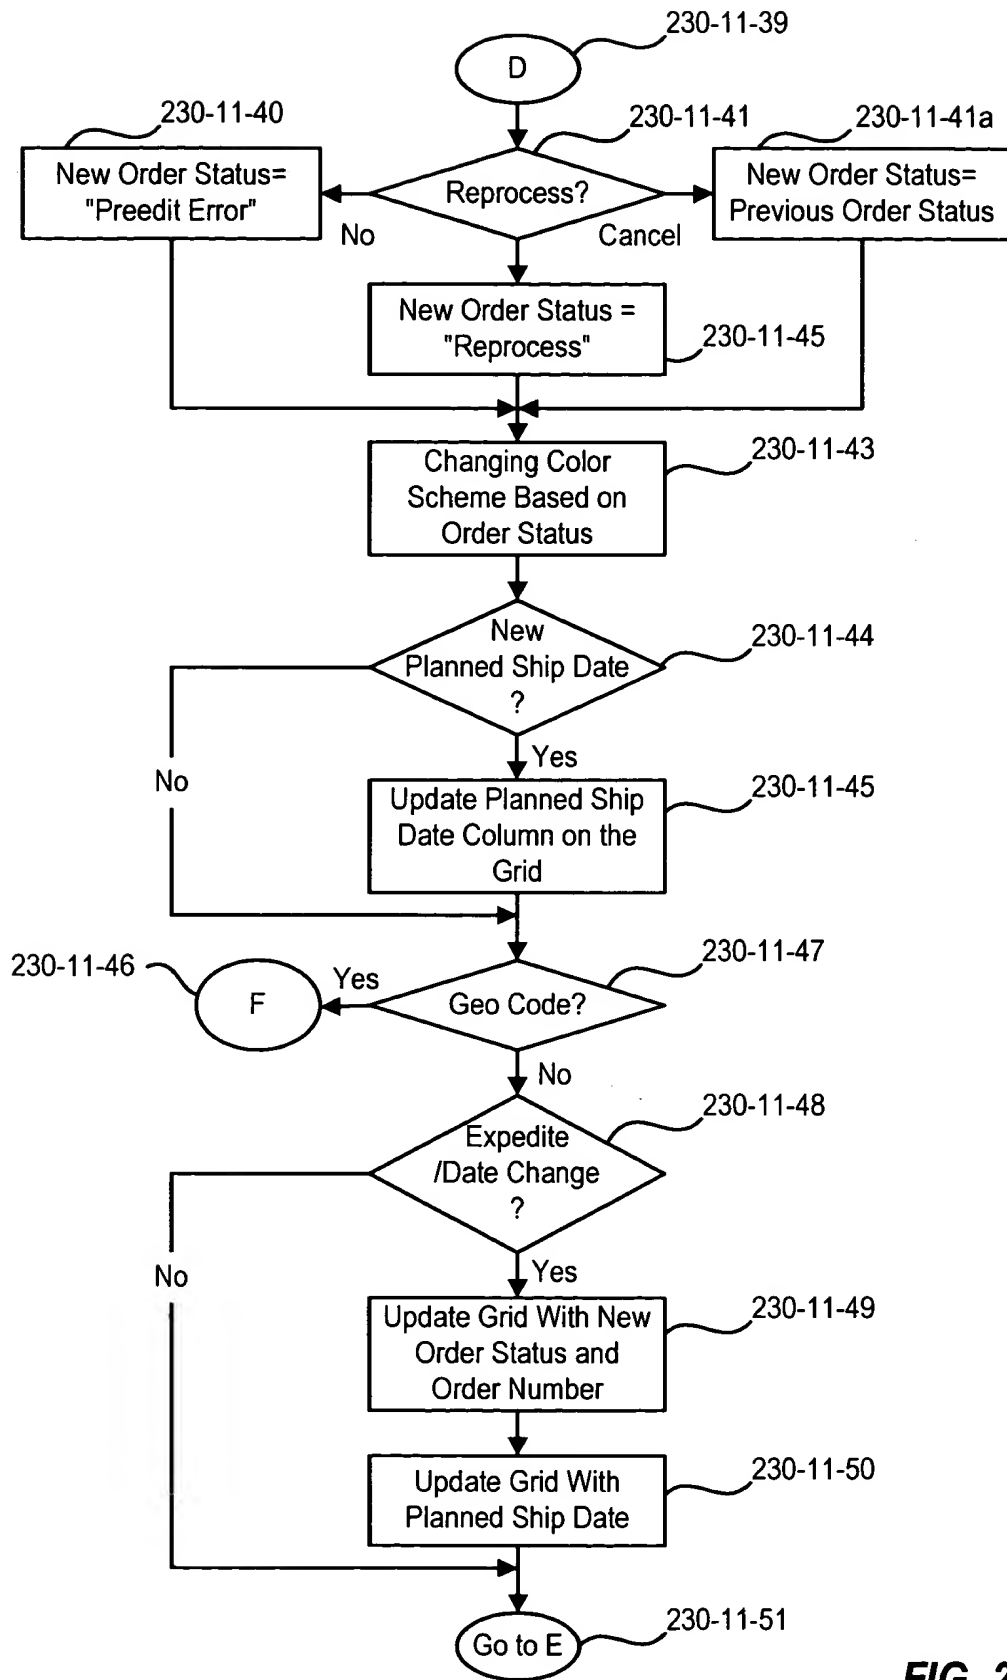 230-11-39
D
230-11-40
230-11-41
230-11-41a
New Order Status=
"Preedit Error"
Reprocess?
New Order Status=
Previous Order Status
No
Cancel
New Order Status =
"Reprocess"
230-11-45
Changing Color
Scheme Based on
Order Status
230-11-43
New
Planned Ship Date
?
230-11-44
No
Yes
Update Planned Ship
Date Column on the
Grid
230-11-45
230-11-46
F
Yes
Geo Code?
230-11-47
No
Expedite
/Date Change
?
230-11-48
No
Yes
Update Grid With New
Order Status and
Order Number
230-11-49
Update Grid With
Planned Ship Date
230-11-50
Go to E
230-11-51
FIG. 2